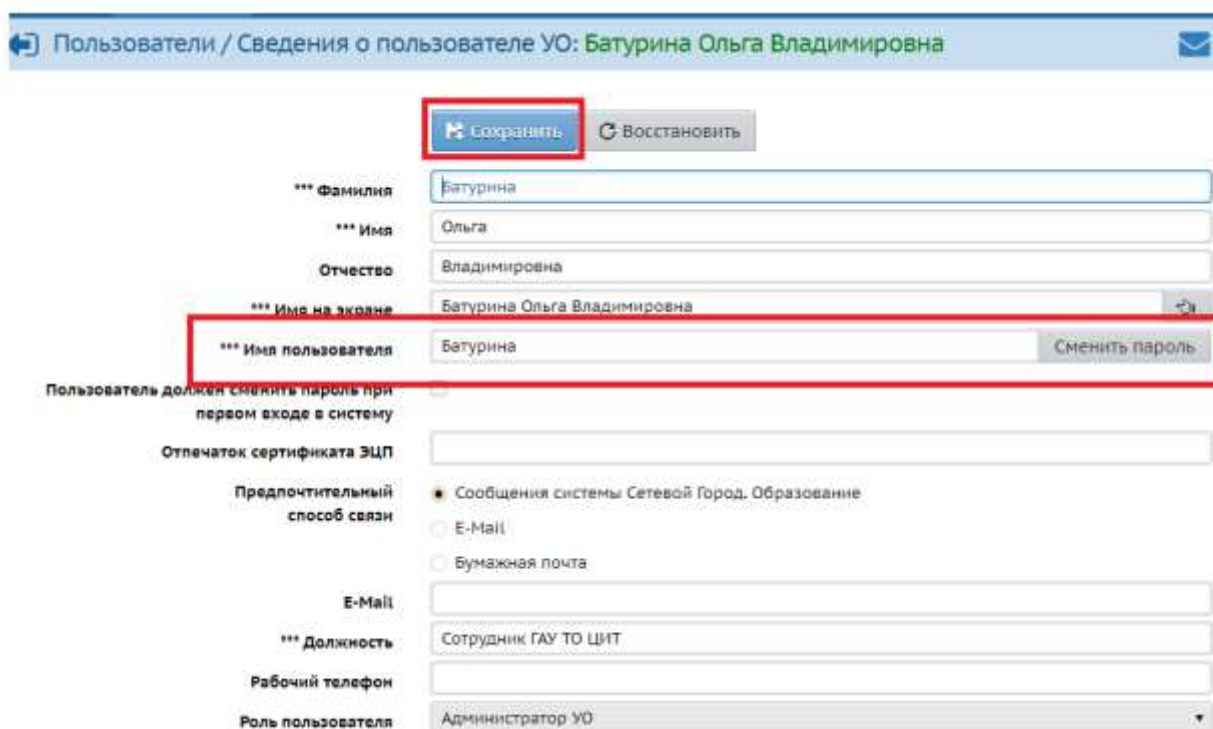 Пользователи / Сведения о пользователе УО: Батурина Ольга Владимировна
Сохранить Восстановить
*** Фамилия Батурина
*** Имя Ольга
Отчество Владимировна
*** Имя на экране Батурина Ольга Владимировна
*** Имя пользователя Батурина Сменить пароль
Пользователь должен сменить пароль при
первом входе в систему
Отпечаток сертификата ЭЦП
Предпочтительный Сообщения системы Сетевой Город. Образование
способ связи
E-Mail
Бумажная почта
E-Mail
*** Должность Сотрудник ГАУ ТО ЦИТ
Рабочий телефон
Роль пользователя Администратор УО